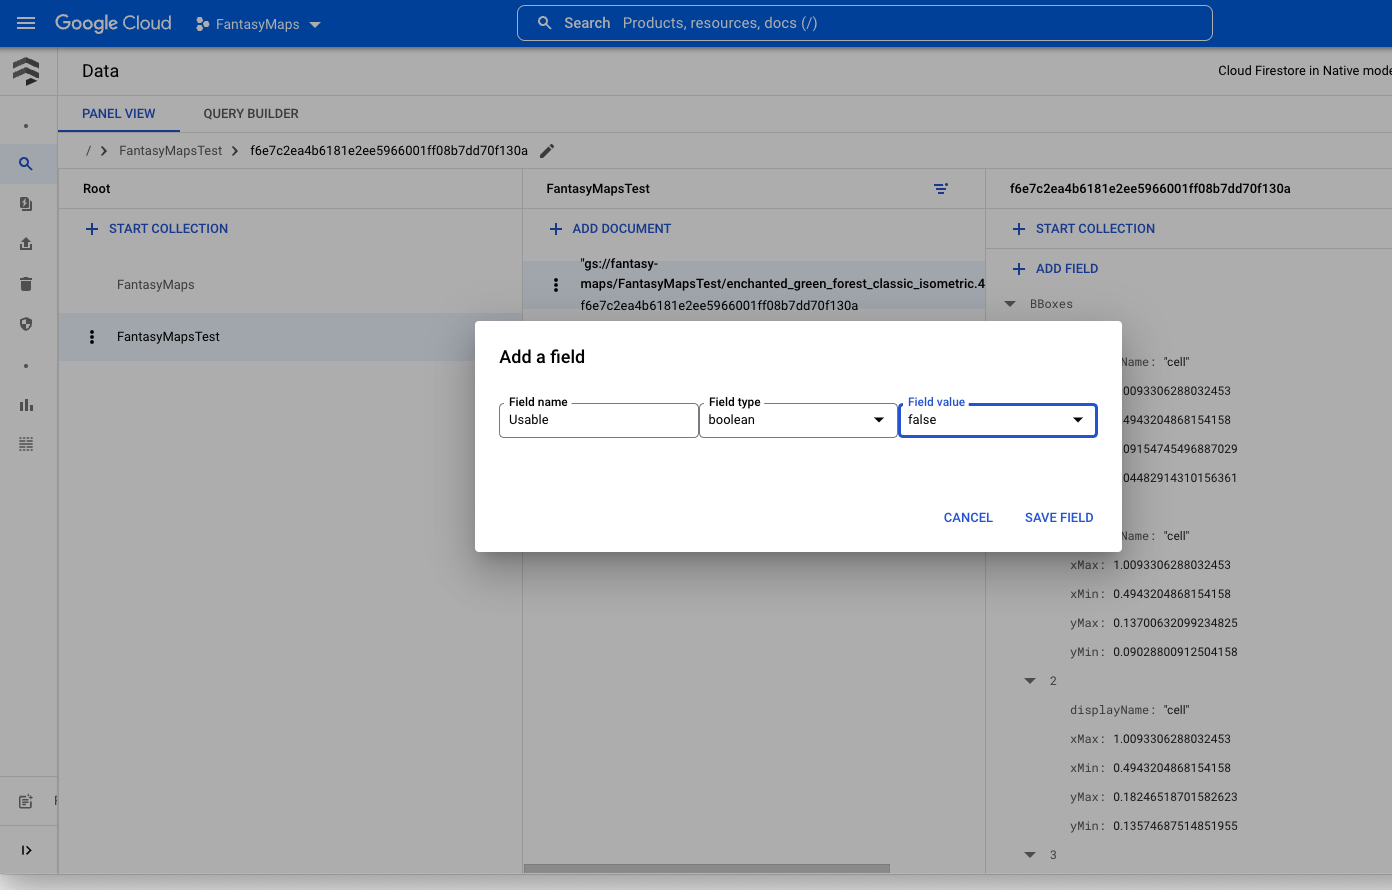 Google Cloud
FantasyMaps
Search Products, resources, docs (/)
Data
Cloud Firestore in Native mode
PANEL VIEW
QUERY BUILDER
/
FantasyMapsTest
f6e7c2ea4b6181e2ee5966001ff08b7dd70f130a
Root
FantasyMapsTest
f6e7c2ea4b6181e2ee5966001ff08b7dd70f130a
START COLLECTION
ADD DOCUMENT
START COLLECTION
ADD FIELD
FantasyMaps
FantasyMapsTest
"gs://fantasy-
maps/FantasyMapsTest/enchanted_green_forest_classic_isometric.4
f6e7c2ea4b6181e2ee5966001ff08b7dd70f130a
BBoxes
Add a field
Field name
Usable
Field type
boolean
Field value
false
CANCEL
SAVE FIELD
Name: "cell"
0093306288032453
4943204868154158
09154745496887029
04482914310156361
Name: "cell"
xMax: 1.0093306288032453
xMin: 0.4943204868154158
yMax: 0.13700632099234825
yMin: 0.09028800912504158
2
displayName: "cell"
xMax: 1.0093306288032453
xMin: 0.4943204868154158
yMax: 0.18246518701582623
yMin: 0.13574687514851955
3